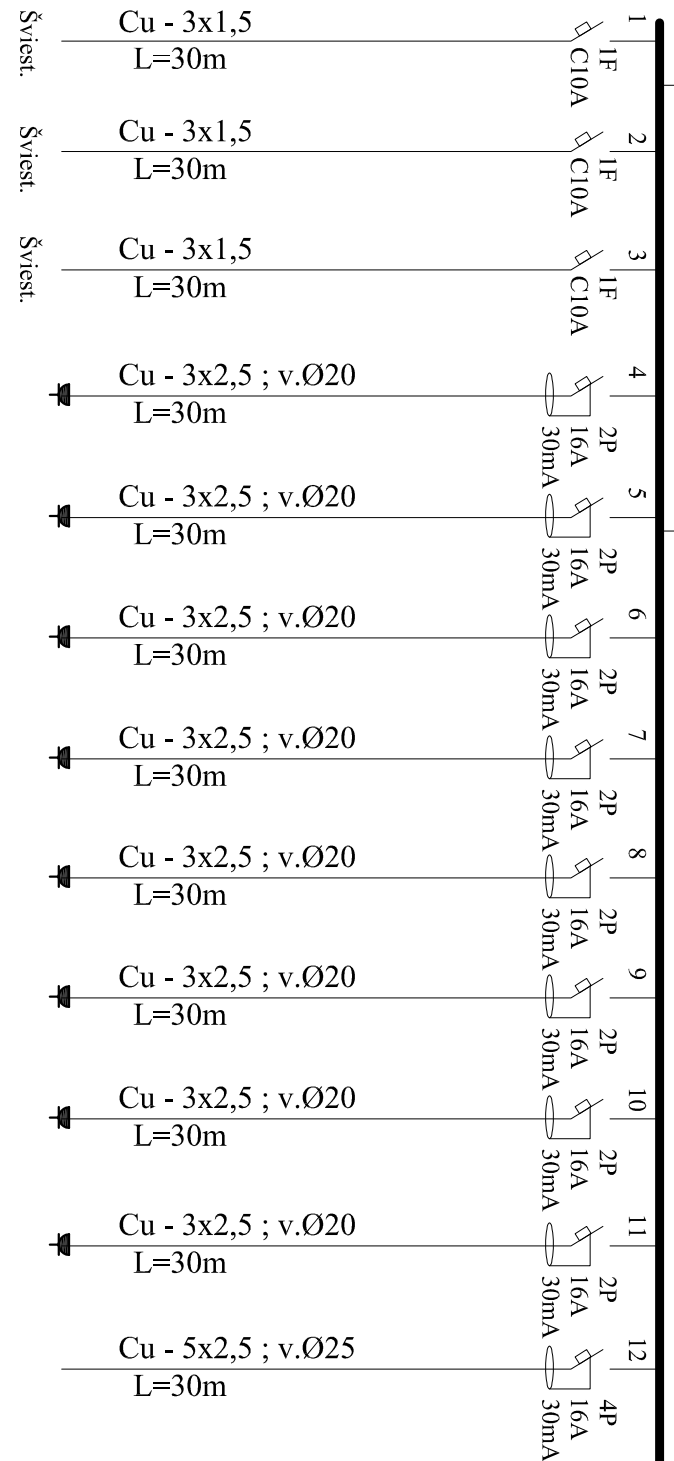 Šviest.
Cu - 3x1,5
L=30m
1
1F
C10A
Šviest.
Cu - 3x1,5
L=30m
2
1F
C10A
Šviest.
Cu - 3x1,5
L=30m
3
1F
C10A
Cu - 3x2,5 ; v.Ø20
L=30m
4
2P
16A
30mA
Cu - 3x2,5 ; v.Ø20
L=30m
5
2P
16A
30mA
Cu - 3x2,5 ; v.Ø20
L=30m
6
2P
16A
30mA
Cu - 3x2,5 ; v.Ø20
L=30m
7
2P
16A
30mA
Cu - 3x2,5 ; v.Ø20
L=30m
8
2P
16A
30mA
Cu - 3x2,5 ; v.Ø20
L=30m
9
2P
16A
30mA
Cu - 3x2,5 ; v.Ø20
L=30m
10
2P
16A
30mA
Cu - 3x2,5 ; v.Ø20
L=30m
11
2P
16A
30mA
Cu - 5x2,5 ; v.Ø25
L=30m
12
4P
16A
30mA